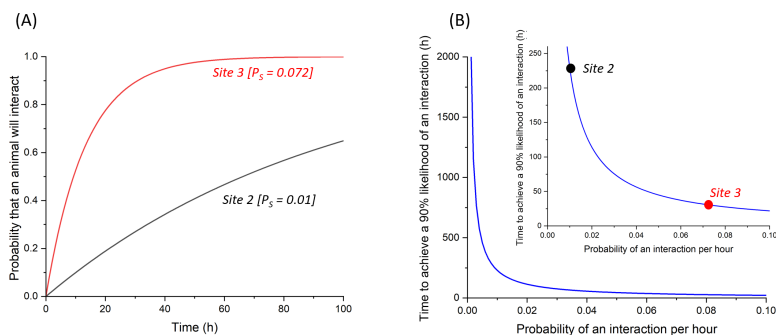 (A)
Probability that an animal will interact
1.0
0.8
0.6
0.4
0.2
0.0
Site 3 [PS = 0.072]
Site 2 [PS = 0.01]
0 20 40 60 80 100
Time (h)
(B)
Time to achieve a 90% likelihood of an interaction (h)
2000
1500
1000
500
0
0.00 0.02 0.04 0.06 0.08 0.10
Probability of an interaction per hour
Time to achieve a 90% likelihood of an interaction (h)
250
200
150
100
50
0
Site 2
Site 3
0.00 0.02 0.04 0.06 0.08 0.10
Probability of an interaction per hour